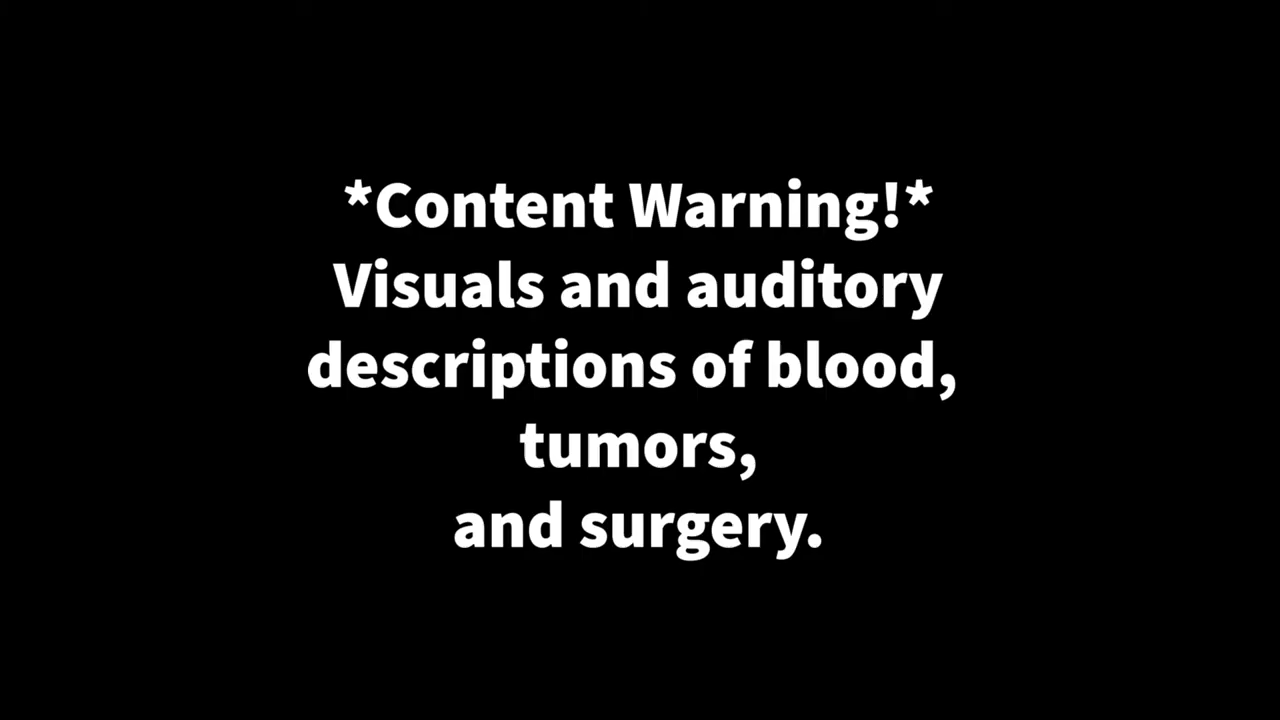 *Content Warning!*
Visuals and auditory
descriptions of blood,
tumors,
and surgery.